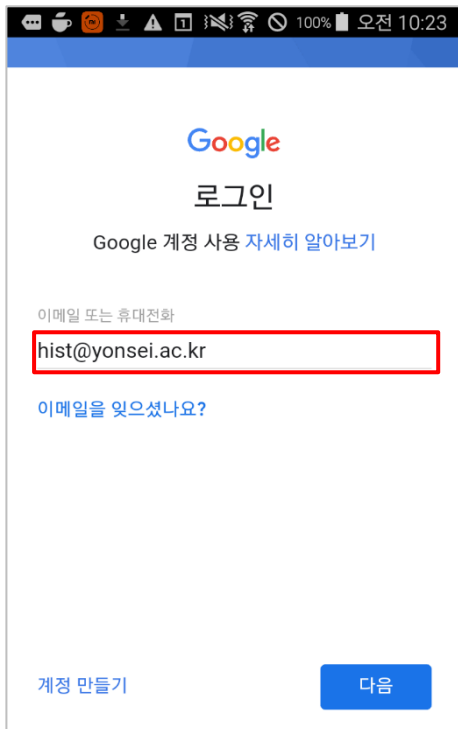 100% 오전 10:23
Google
로그인
Google 계정 사용 자세히 알아보기
이메일 또는 휴대전화
hist@yonsei.ac.kr
이메일을 잊으셨나요?
계정 만들기 다음